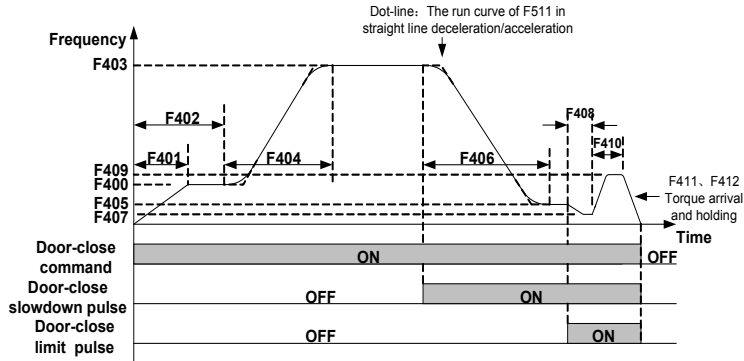 Dot-line: The run curve of F511 in
straight line deceleration/acceleration
Frequency
F403
F402
F408
F401
F404
F406
F410
F409
F400
F405
F407
F411、F412
Torque arrival
and holding
Time
Door-close
command
ON
OFF
Door-close
slowdown pulse
OFF
ON
Door-close
limit pulse
OFF
ON